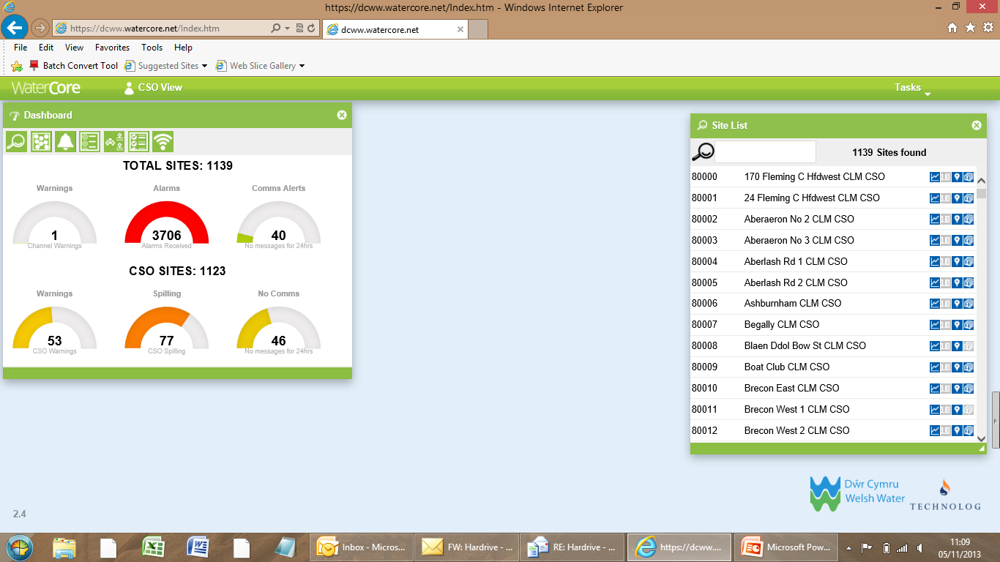 https://dcww.watercore.net/Index.htm - Windows Internet Explorer
https://dcww.watercore.net/Index.htm
dcww.watercore.net
File Edit View Favorites Tools Help
Batch Convert Tool Suggested Sites Web Slice Gallery
WaterCore CSO View Tasks
Dashboard
TOTAL SITES: 1139
Warnings Alarms Comms Alerts
1 3706 40
Channel Warnings Alarms Received No messages for 24hrs
CSO SITES: 1123
Warnings Spilling No Comms
53 77 46
CSO Warnings CSO Spilling No messages for 24hrs
Site List
1139 Sites found
80000 170 Fleming C Hfdwest CLM CSO
80001 24 Fleming C Hfdwest CLM CSO
80002 Aberaeron No 2 CLM CSO
80003 Aberaeron No 3 CLM CSO
80004 Aberlash Rd 1 CLM CSO
80005 Aberlash Rd 2 CLM CSO
80006 Ashburnham CLM CSO
80007 Begally CLM CSO
80008 Blaen Ddol Bow St CLM CSO
80009 Boat Club CLM CSO
80010 Brecon East CLM CSO
80011 Brecon West 1 CLM CSO
80012 Brecon West 2 CLM CSO
Dŵr Cymru
Welsh Water
TECHNOLOG
2.4
Inbox - Micros... FW: Hardrive - ... RE: Hardrive - ... https://dcww.... Microsoft Pow...
11:09
05/11/2013